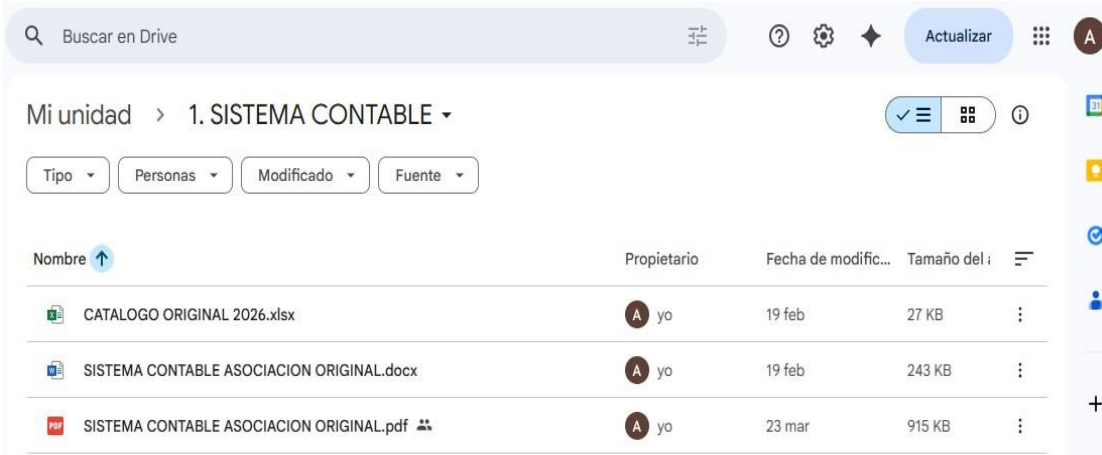 Buscar en Drive
Actualizar
A
Mi unidad > 1. SISTEMA CONTABLE
31
Tipo Personas Modificado Fuente
Nombre Propietario Fecha de modific... Tamaño del
CATALOGO ORIGINAL 2026.xlsx A yo 19 feb 27 KB
SISTEMA CONTABLE ASOCIACION ORIGINAL.docx A yo 19 feb 243 KB
PDF SISTEMA CONTABLE ASOCIACION ORIGINAL.pdf A yo 23 mar 915 KB